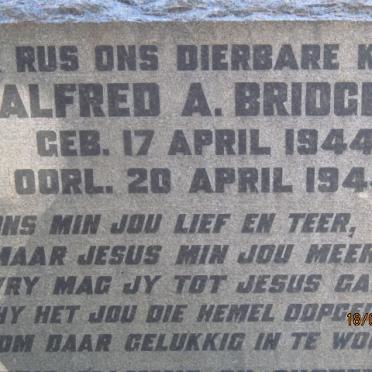 RUS ONS DIERBARE K
ALFRED A. BRIDG
GEB. 17 APRIL 1944
OORL. 20 APRIL 194
ONS MIN JOU LIEF EN TEER,
MAAR JESUS MIN JOU MEER
VRY MAG JY TOT JESUS GA
HY HET JOU DIE HEMEL OOPGE
OM DAAR GELUKKIG IN TE WO
18/